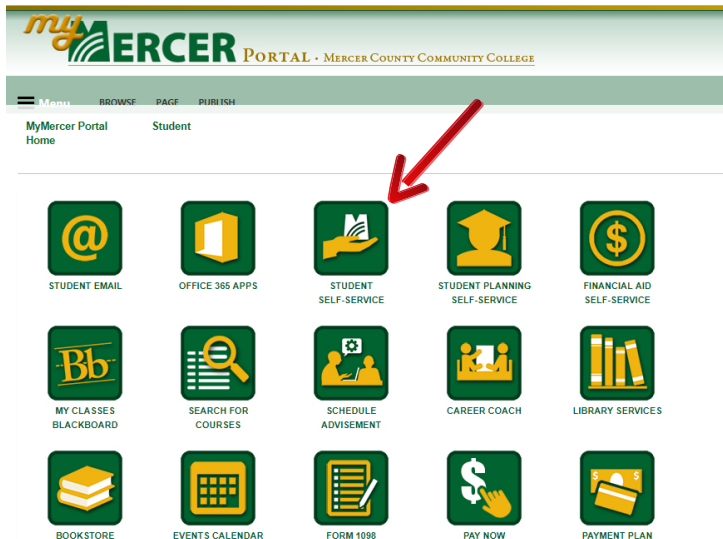 myMERCER PORTAL · MERCER COUNTY COMMUNITY COLLEGE
Menu BROWSE PAGE PUBLISH
MyMercer Portal Student
Home
@ M $
STUDENT EMAIL OFFICE 365 APPS STUDENT STUDENT PLANNING FINANCIAL AID
SELF-SERVICE SELF-SERVICE SELF-SERVICE
Bb
MY CLASSES SEARCH FOR SCHEDULE CAREER COACH LIBRARY SERVICES
BLACKBOARD COURSES ADVISEMENT
$ $ $
BOOKSTORE EVENTS CALENDAR FORM 1098 PAY NOW PAYMENT PLAN